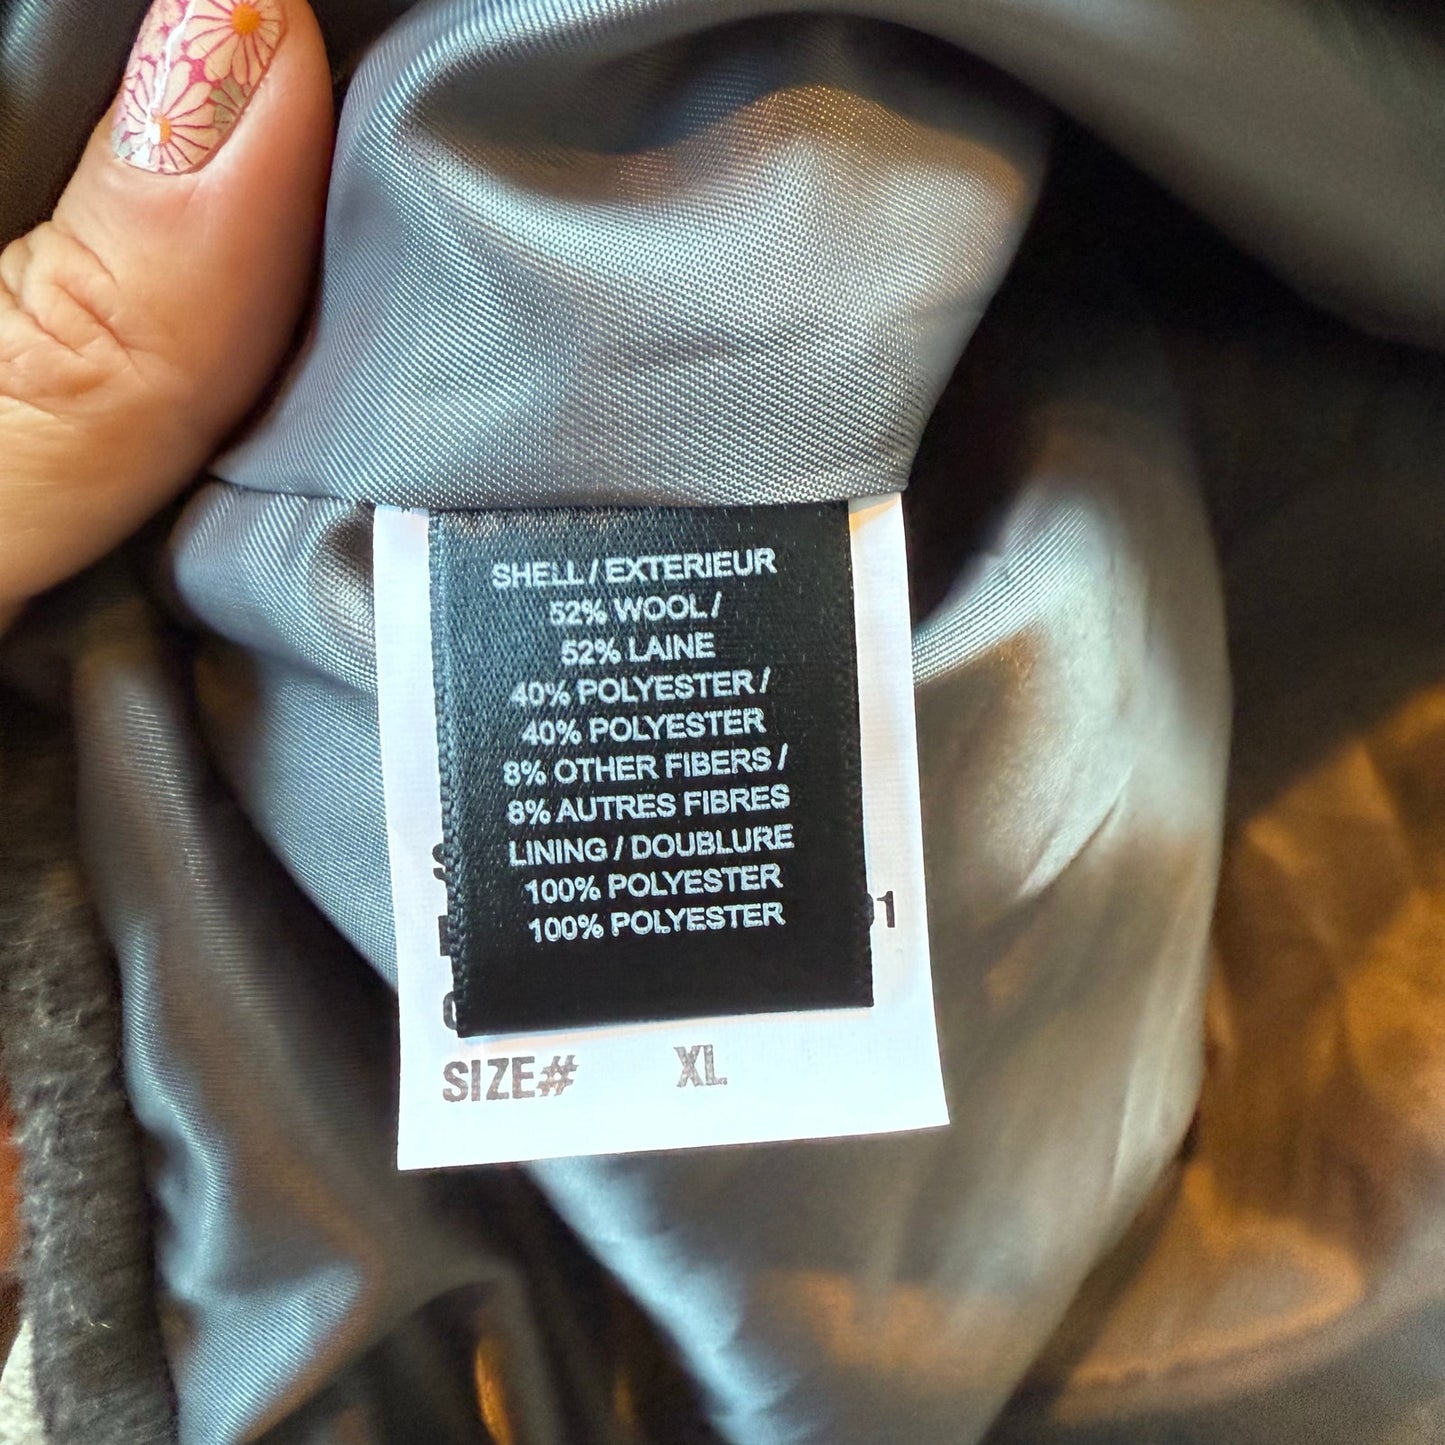 SHELL / EXTERIEUR
52% WOOL /
52% LAINE
40% POLYESTER /
40% POLYESTER
8% OTHER FIBERS /
8% AUTRES FIBRES
LINING / DOUBLURE
100% POLYESTER
100% POLYESTER
SIZE# XL